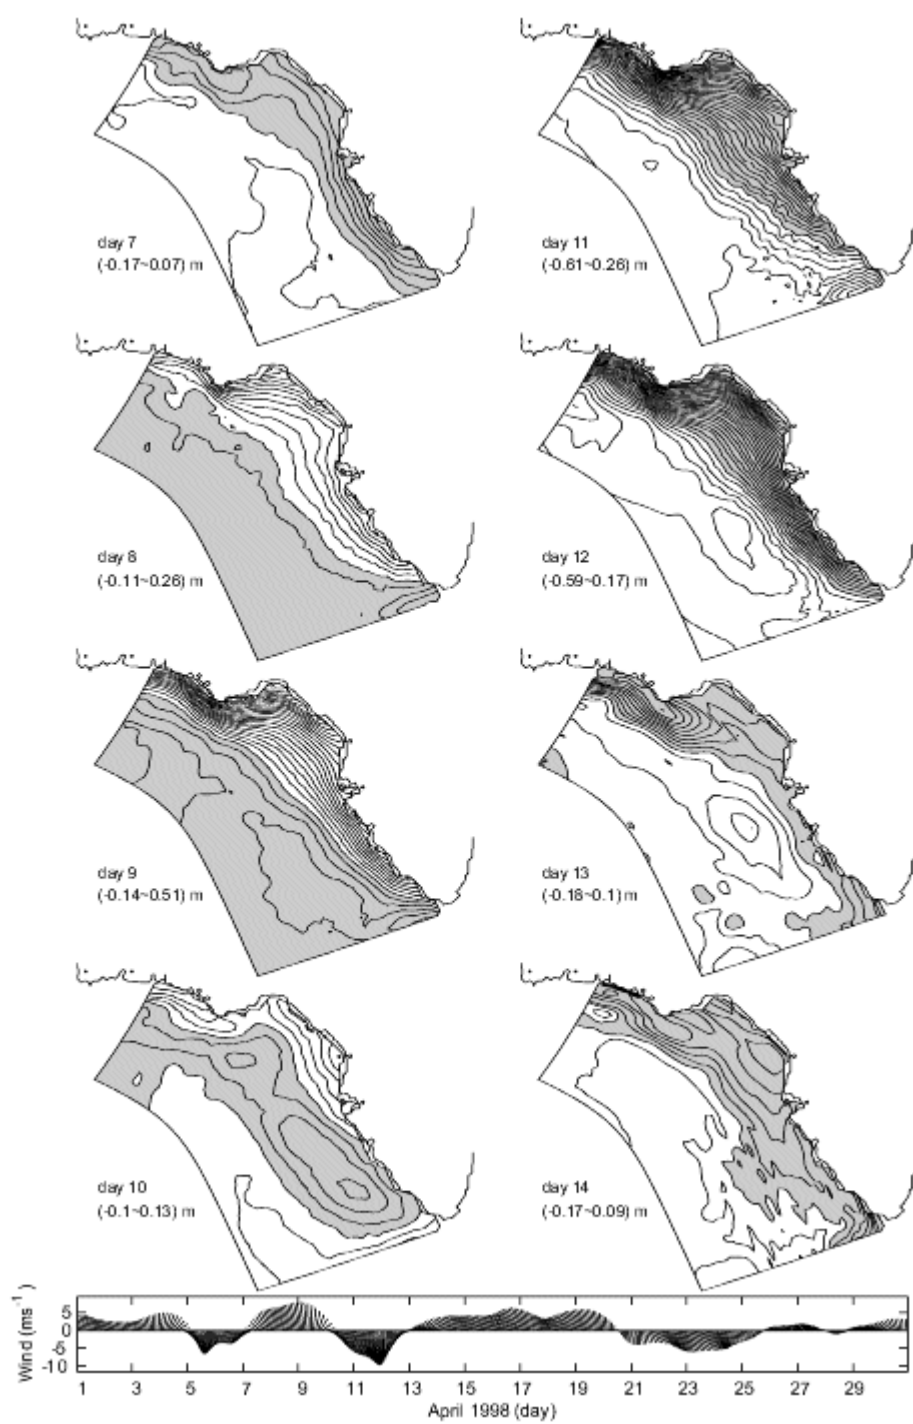 day 7
(-0.17~0.07) m
day 11
(-0.61~0.26) m
day 8
(-0.11~0.26) m
day 12
(-0.59~0.17) m
day 9
(-0.14~0.51) m
day 13
(-0.18~0.1) m
day 10
(-0.1~0.13) m
day 14
(-0.17~0.09) m
Wind (ms⁻¹)
5
0
-5
-10
1 3 5 7 9 11 13 15 17 19 21 23 25 27 29
April 1998 (day)